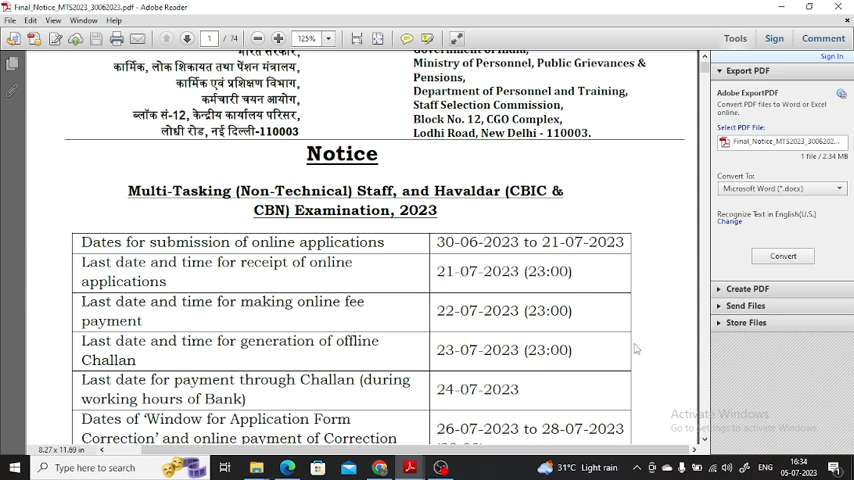 Final_Notice_MTS2023_30062023.pdf - Adobe Reader
File Edit View Window Help
1 / 74 125% Tools Sign Comment
Sign In
भारत सरकार, Government of India,
कार्मिक, लोक शिकायत तथा पेंशन मंत्रालय, Ministry of Personnel, Public Grievances &
Pensions,
कार्मिक एवं प्रशिक्षण विभाग, Department of Personnel and Training,
कर्मचारी चयन आयोग, Staff Selection Commission,
ब्लॉक सं-12, केन्द्रीय कार्यालय परिसर, Block No. 12, CGO Complex,
लोधी रोड, नई दिल्ली-110003 Lodhi Road, New Delhi - 110003.
Notice
Multi-Tasking (Non-Technical) Staff, and Havaldar (CBIC &
CBN) Examination, 2023
Dates for submission of online applications 30-06-2023 to 21-07-2023
Last date and time for receipt of online
applications 21-07-2023 (23:00)
Last date and time for making online fee
payment 22-07-2023 (23:00)
Last date and time for generation of offline
Challan 23-07-2023 (23:00)
Last date for payment through Challan (during
working hours of Bank) 24-07-2023
Dates of ‘Window for Application Form
Correction’ and online payment of Correction 26-07-2023 to 28-07-2023
8.27 x 11.69 in
Export PDF
Adobe ExportPDF
Convert PDF files to Word or Excel
online.
Select PDF File:
Final_Notice_MTS2023_3006202...
1 file / 2.34 MB
Convert To:
Microsoft Word (*.docx)
Recognize Text in English(U.S.)
Change
Convert
Create PDF
Send Files
Store Files
Activate Windows
Go to Settings to activate Windows.
Type here to search 31°C Light rain ENG 16:34
05-07-2023